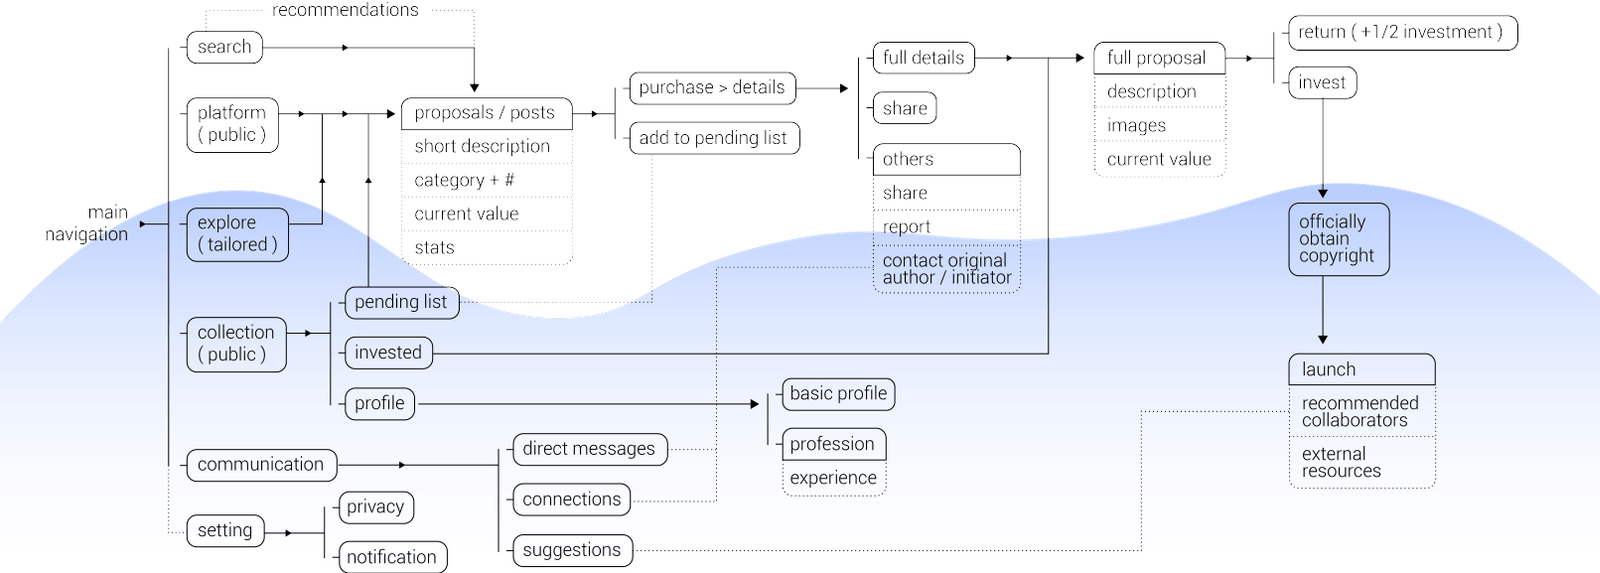 recommendations
search
platform
( public )
main
navigation
explore
( tailored )
collection
( public )
communication
setting
pending list
invested
profile
privacy
notification
proposals / posts
short description
category + #
current value
stats
purchase > details
add to pending list
direct messages
connections
suggestions
basic profile
profession
experience
full details
share
others
share
report
contact original
author / initiator
full proposal
description
images
current value
return ( +1/2 investment )
invest
officially
obtain
copyright
launch
recommended
collaborators
external
resources